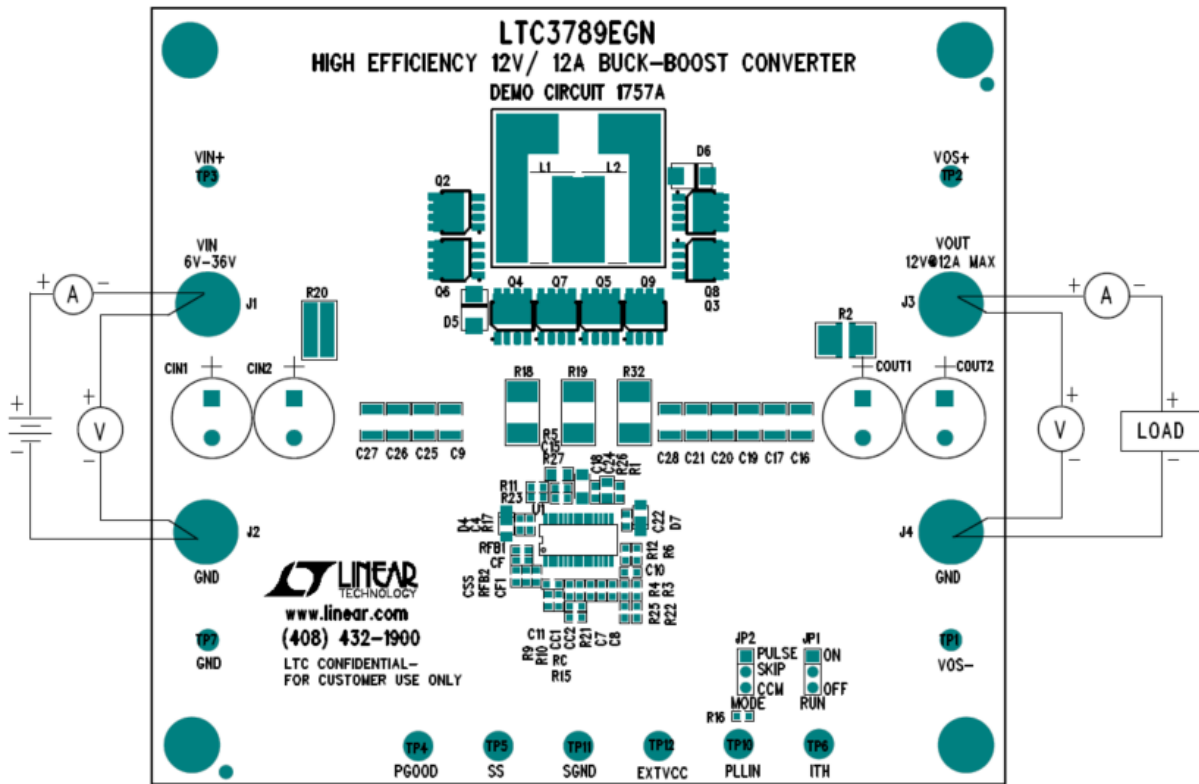 LTC3789EGN
HIGH EFFICIENCY 12V/ 12A BUCK-BOOST CONVERTER
DEMO CIRCUIT 1757A
VIN+
TP3
VOS+
TP2
D6
L1 L2
Q2
VIN
6V-36V
VOUT
12V@12A MAX
Q6
Q4 Q7 Q5 Q9
Q8
Q3
+ A -
J1
R20
D5
R2
J3
+ A -
CIN1 + CIN2 +
R18 R19 R32
+ COUT1 + COUT2
+
-
+
V
-
+
V
-
+
LOAD
-
C27 C26 C25 C9
R5
C15
R27
C18
C24
R26
R1
C28 C21 C20 C19 C17 C16
R11
R23
U1
D4
C4
R17
C22
D7
J2
J4
RFB1
CF
R12
R6
C10
GND
GND
CSS
RFB2
CF1
R4
R3
R25
R22
LINEAR
TECHNOLOGY
www.linear.com
(408) 432-1900
LTC CONFIDENTIAL-
FOR CUSTOMER USE ONLY
TP7
GND
C11
CC1
CC2
R21
C7
C8
R9
R10
RC
R15
TP1
VOS-
JP2 JP1
PULSE
SKIP
CCM
MODE
ON
OFF
RUN
R16
TP4 TP5 TP11 TP12 TP10 TP6
PGOOD SS SGND EXTVCC PLLIN ITH